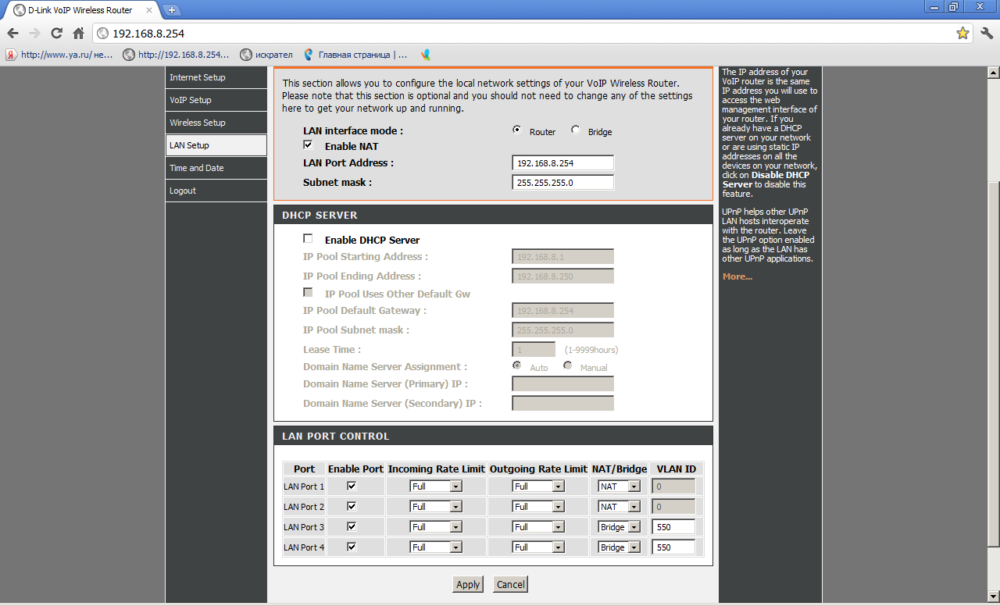 D-Link VoIP Wireless Router
192.168.8.254
http://www.ya.ru/ не...
http://192.168.8.254...
искрател
Главная страница | ...
Internet Setup
VoIP Setup
Wireless Setup
LAN Setup
Time and Date
Logout
This section allows you to configure the local network settings of your VoIP Wireless Router.
Please note that this section is optional and you should not need to change any of the settings
here to get your network up and running.
LAN interface mode : Router Bridge
Enable NAT
LAN Port Address : 192.168.8.254
Subnet mask : 255.255.255.0
DHCP SERVER
Enable DHCP Server
IP Pool Starting Address : 192.168.8.1
IP Pool Ending Address : 192.168.8.250
IP Pool Uses Other Default Gw
IP Pool Default Gateway : 192.168.8.254
IP Pool Subnet mask : 255.255.255.0
Lease Time : 1 (1-9999hours)
Domain Name Server Assignment : Auto Manual
Domain Name Server (Primary) IP :
Domain Name Server (Secondary) IP :
LAN PORT CONTROL
Port Enable Port Incoming Rate Limit Outgoing Rate Limit NAT/Bridge VLAN ID
LAN Port 1 Full Full NAT 0
LAN Port 2 Full Full NAT 0
LAN Port 3 Full Full Bridge 550
LAN Port 4 Full Full Bridge 550
Apply Cancel
The IP address of your
VoIP router is the same
IP address you will use to
access the web
management interface of
your router. If you
already have a DHCP
server on your network
or are using static IP
addresses on all the
devices on your network,
click on Disable DHCP
Server to disable this
feature.
UPnP helps other UPnP
LAN hosts interoperate
with the router. Leave
the UPnP option enabled
as long as the LAN has
other UPnP applications.
More...